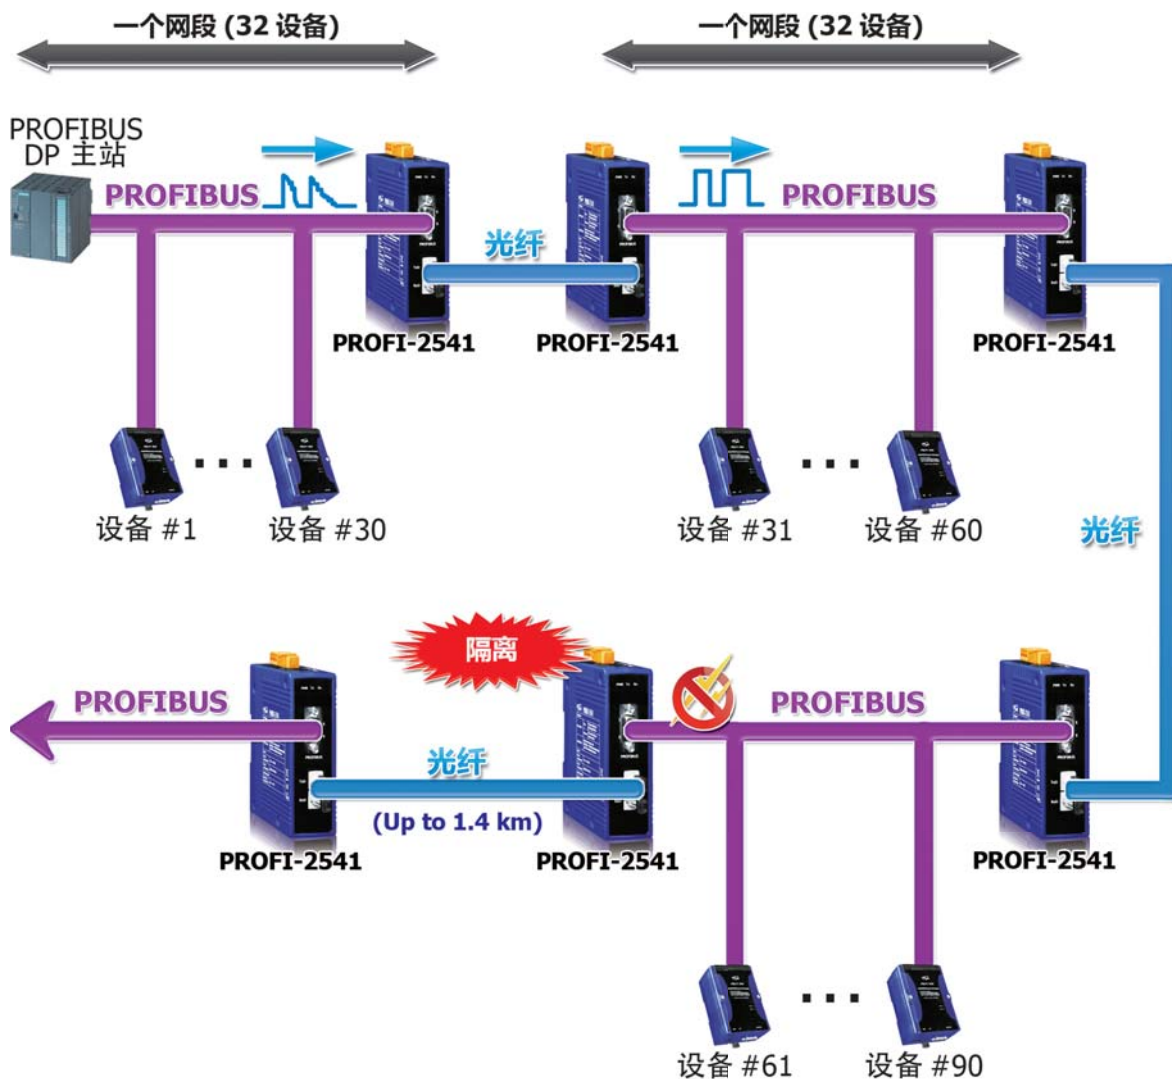 一个网段 (32 设备)
一个网段 (32 设备)
PROFIBUS
DP 主站
PROFIBUS
PROFIBUS
光纤
PROFI-2541
PROFI-2541
PROFI-2541
设备 #1
设备 #30
设备 #31
设备 #60
光纤
隔离
PROFIBUS
PROFIBUS
光纤
(Up to 1.4 km)
PROFI-2541
PROFI-2541
PROFI-2541
设备 #61
设备 #90